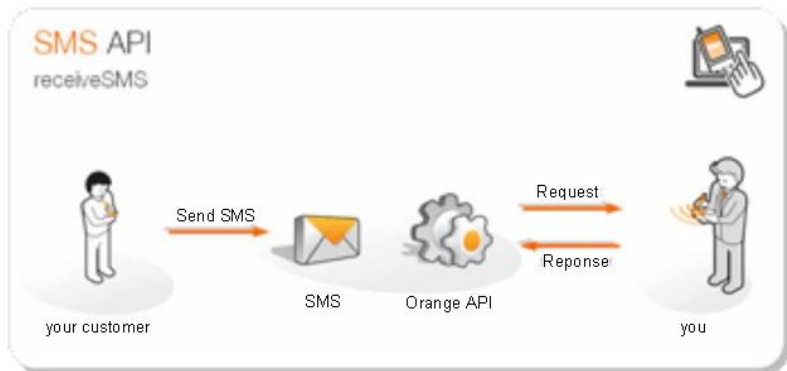 SMS API
receiveSMS
Send SMS
Request
Reponse
SMS
Orange API
your customer
you